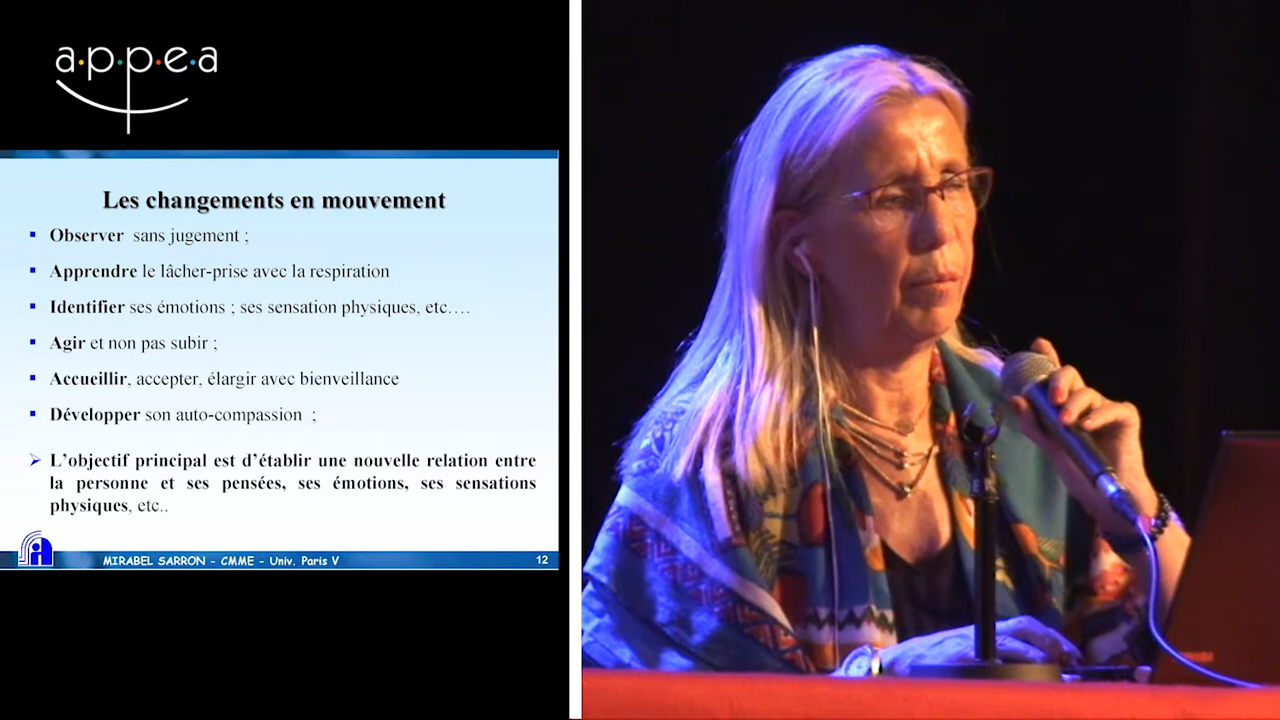 a·p·p·e·a
Les changements en mouvement
Observer sans jugement ;
Apprendre le lâcher-prise avec la respiration
Identifier ses émotions ; ses sensation physiques, etc….
Agir et non pas subir ;
Accueillir, accepter, élargir avec bienveillance
Développer son auto-compassion ;
L'objectif principal est d'établir une nouvelle relation entre
la personne et ses pensées, ses émotions, ses sensations
physiques, etc..
MIRABEL SARRON - CMME - Univ. Paris V 12